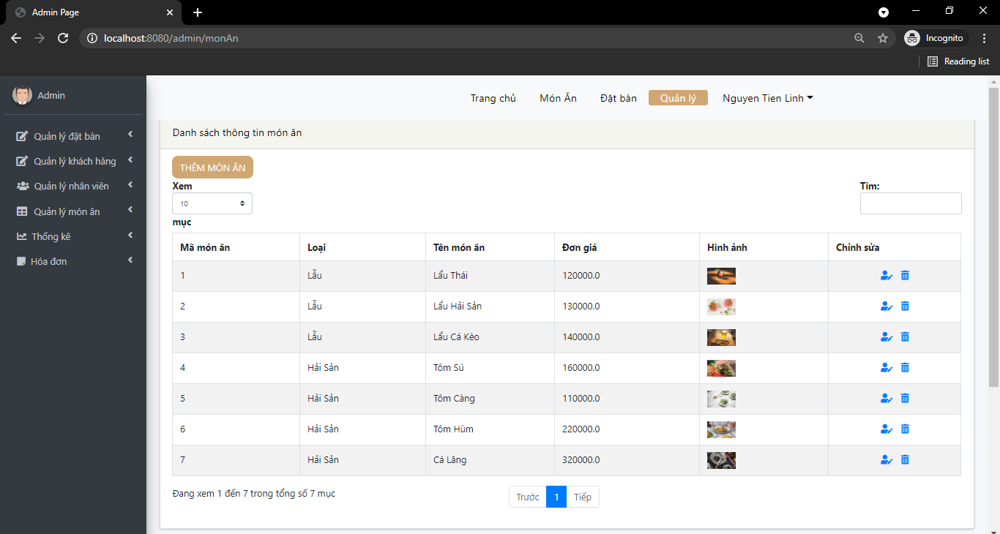 Admin Page
localhost:8080/admin/monAn
Incognito
Reading list
Admin
Quản lý đặt bàn
Quản lý khách hàng
Quản lý nhân viên
Quản lý món ăn
Thống kê
Hóa đơn
Trang chủ Món Ăn Đặt bàn Quản lý Nguyen Tien Linh
Danh sách thông tin món ăn
THÊM MÓN ĂN
Xem
10
mục
Tìm:
Mã món ăn Loại Tên món ăn Đơn giá Hình ảnh Chỉnh sửa
1 Lẫu Lẩu Thái 120000.0
2 Lẫu Lẩu Hải Sản 130000.0
3 Lẫu Lẩu Cá Kèo 140000.0
4 Hải Sản Tôm Sú 160000.0
5 Hải Sản Tôm Càng 110000.0
6 Hải Sản Tôm Hùm 220000.0
7 Hải Sản Cá Lăng 320000.0
Đang xem 1 đến 7 trong tổng số 7 mục
Trước 1 Tiếp